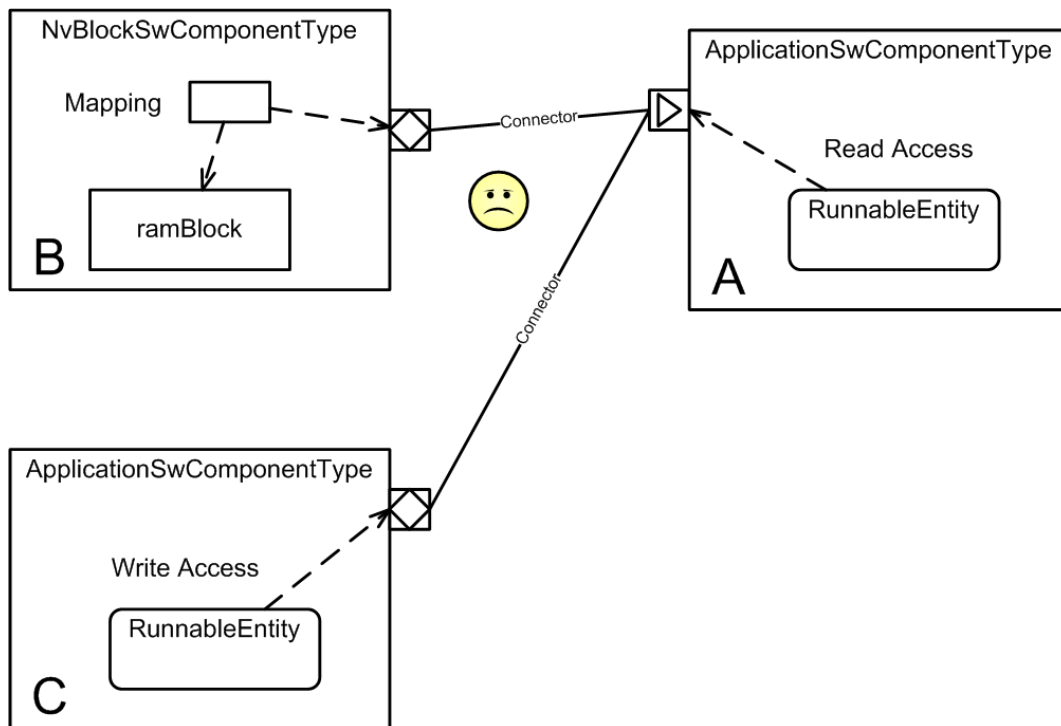 NvBlockSwComponentType
Mapping
ramBlock
B
Connector
ApplicationSwComponentType
Read Access
RunnableEntity
A
Connector
ApplicationSwComponentType
Write Access
RunnableEntity
C